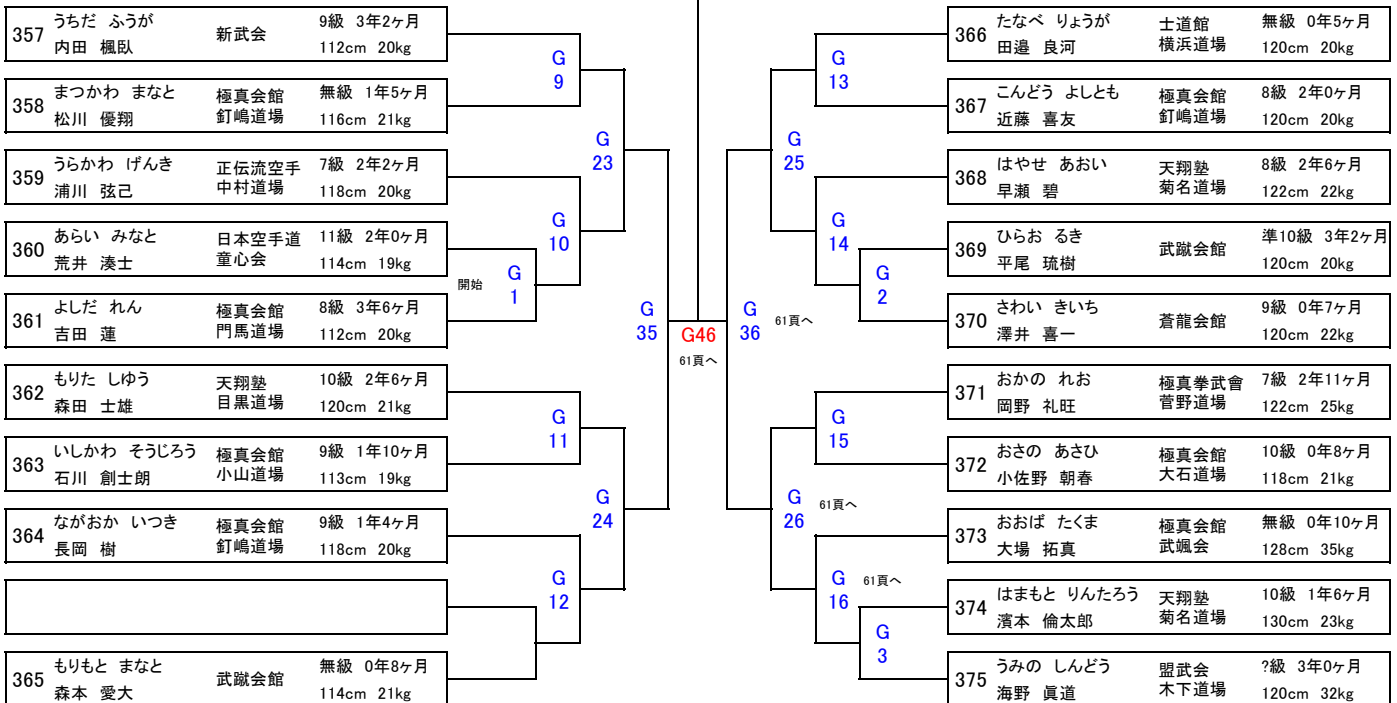 357 うちだ ふうが 新武会 9級 3年2ヶ月
内田 楓臥 112cm 20kg
358 まつかわ まなと 極真会館 無級 1年5ヶ月
松川 優翔 釘嶋道場 116cm 21kg
359 うらかわ げんき 正伝流空手 7級 2年2ヶ月
浦川 弦己 中村道場 118cm 20kg
360 あらい みなと 日本空手道 11級 2年0ヶ月
荒井 湊士 童心会 114cm 19kg
361 よしだ れん 極真会館 8級 3年6ヶ月
吉田 蓮 門馬道場 112cm 20kg
362 もりた しゆう 天翔塾 10級 2年6ヶ月
森田 士雄 目黒道場 120cm 21kg
363 いしかわ そうじろう 極真会館 9級 1年10ヶ月
石川 創士朗 小山道場 113cm 19kg
364 ながおか いつき 極真会館 9級 1年4ヶ月
長岡 樹 釘嶋道場 118cm 20kg
365 もりもと まなと 武蹴会館 無級 0年8ヶ月
森本 愛大 114cm 21kg
G
9
G
23
G
10
開始
G
1
G
35
G
11
G
24
G
12
G46
61頁へ
G
36
61頁へ
G
13
G
25
G
14
G
2
G
15
G
26
61頁へ
G
16
61頁へ
G
3
366 たなべ りょうが 士道館 無級 0年5ヶ月
田邉 良河 横浜道場 120cm 20kg
367 こんどう よしとも 極真会館 8級 2年0ヶ月
近藤 喜友 釘嶋道場 120cm 20kg
368 はやせ あおい 天翔塾 8級 2年6ヶ月
早瀬 碧 菊名道場 122cm 22kg
369 ひらお るき 武蹴会館 準10級 3年2ヶ月
平尾 琉樹 120cm 20kg
370 さわい きいち 蒼龍会館 9級 0年7ヶ月
澤井 喜一 120cm 22kg
371 おかの れお 極真拳武會 7級 2年11ヶ月
岡野 礼旺 菅野道場 122cm 25kg
372 おさの あさひ 極真会館 10級 0年8ヶ月
小佐野 朝春 大石道場 118cm 21kg
373 おおば たくま 極真会館 無級 0年10ヶ月
大場 拓真 武颯会 128cm 35kg
374 はまもと りんたろう 天翔塾 10級 1年6ヶ月
濱本 倫太郎 菊名道場 130cm 23kg
375 うみの しんどう 盟武会 ?級 3年0ヶ月
海野 眞道 木下道場 120cm 32kg